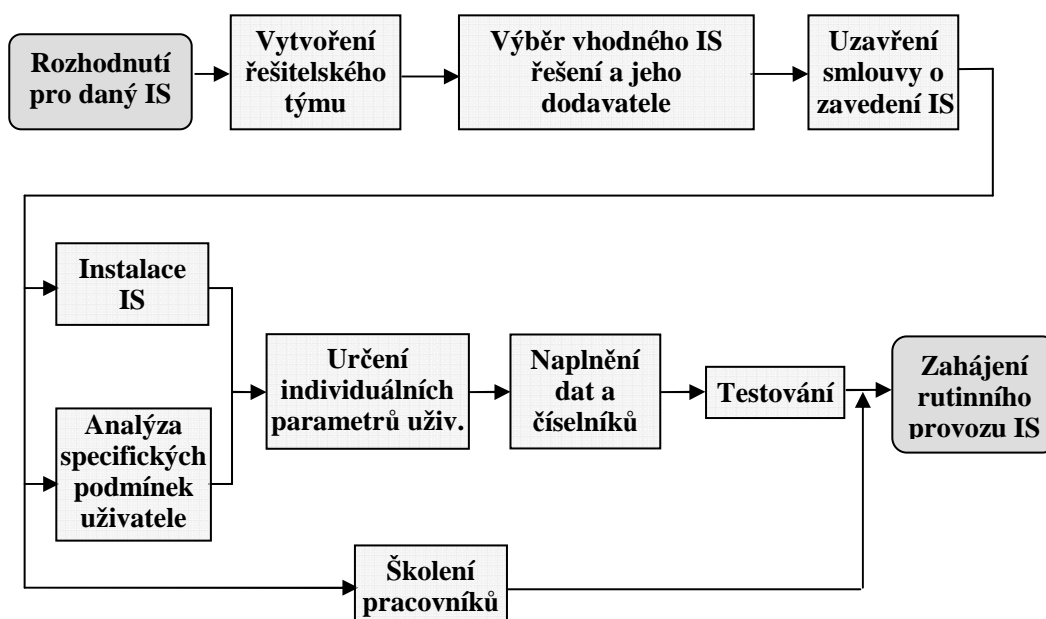 Rozhodnutí
pro daný IS
Vytvoření
řešitelského
týmu
Výběr vhodného IS
řešení a jeho
dodavatele
Uzavření
smlouvy o
zavedení IS
Instalace
IS
Analýza
specifických
podmínek
uživatele
Určení
individuálních
parametrů uživ.
Naplnění
dat a
číselníků
Testování
Zahájení
rutinního
provozu IS
Školení
pracovníků